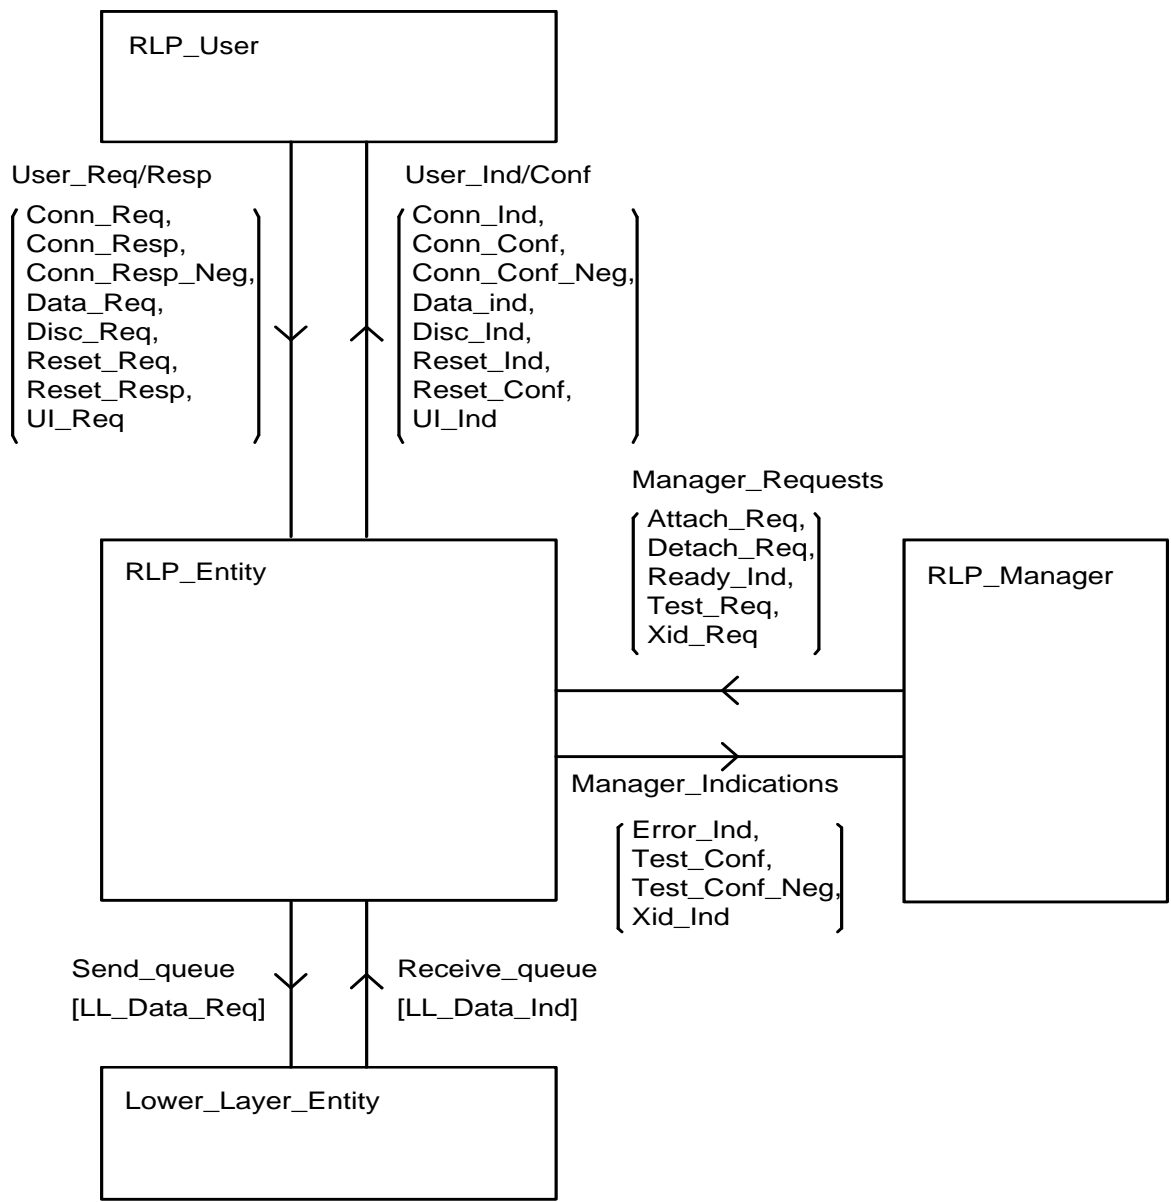 RLP_User
User_Req/Resp
Conn_Req,
Conn_Resp,
Conn_Resp_Neg,
Data_Req,
Disc_Req,
Reset_Req,
Reset_Resp,
UI_Req
User_Ind/Conf
Conn_Ind,
Conn_Conf,
Conn_Conf_Neg,
Data_ind,
Disc_Ind,
Reset_Ind,
Reset_Conf,
UI_Ind
Manager_Requests
Attach_Req,
Detach_Req,
Ready_Ind,
Test_Req,
Xid_Req
RLP_Entity
RLP_Manager
Manager_Indications
Error_Ind,
Test_Conf,
Test_Conf_Neg,
Xid_Ind
Send_queue
[LL_Data_Req]
Receive_queue
[LL_Data_Ind]
Lower_Layer_Entity